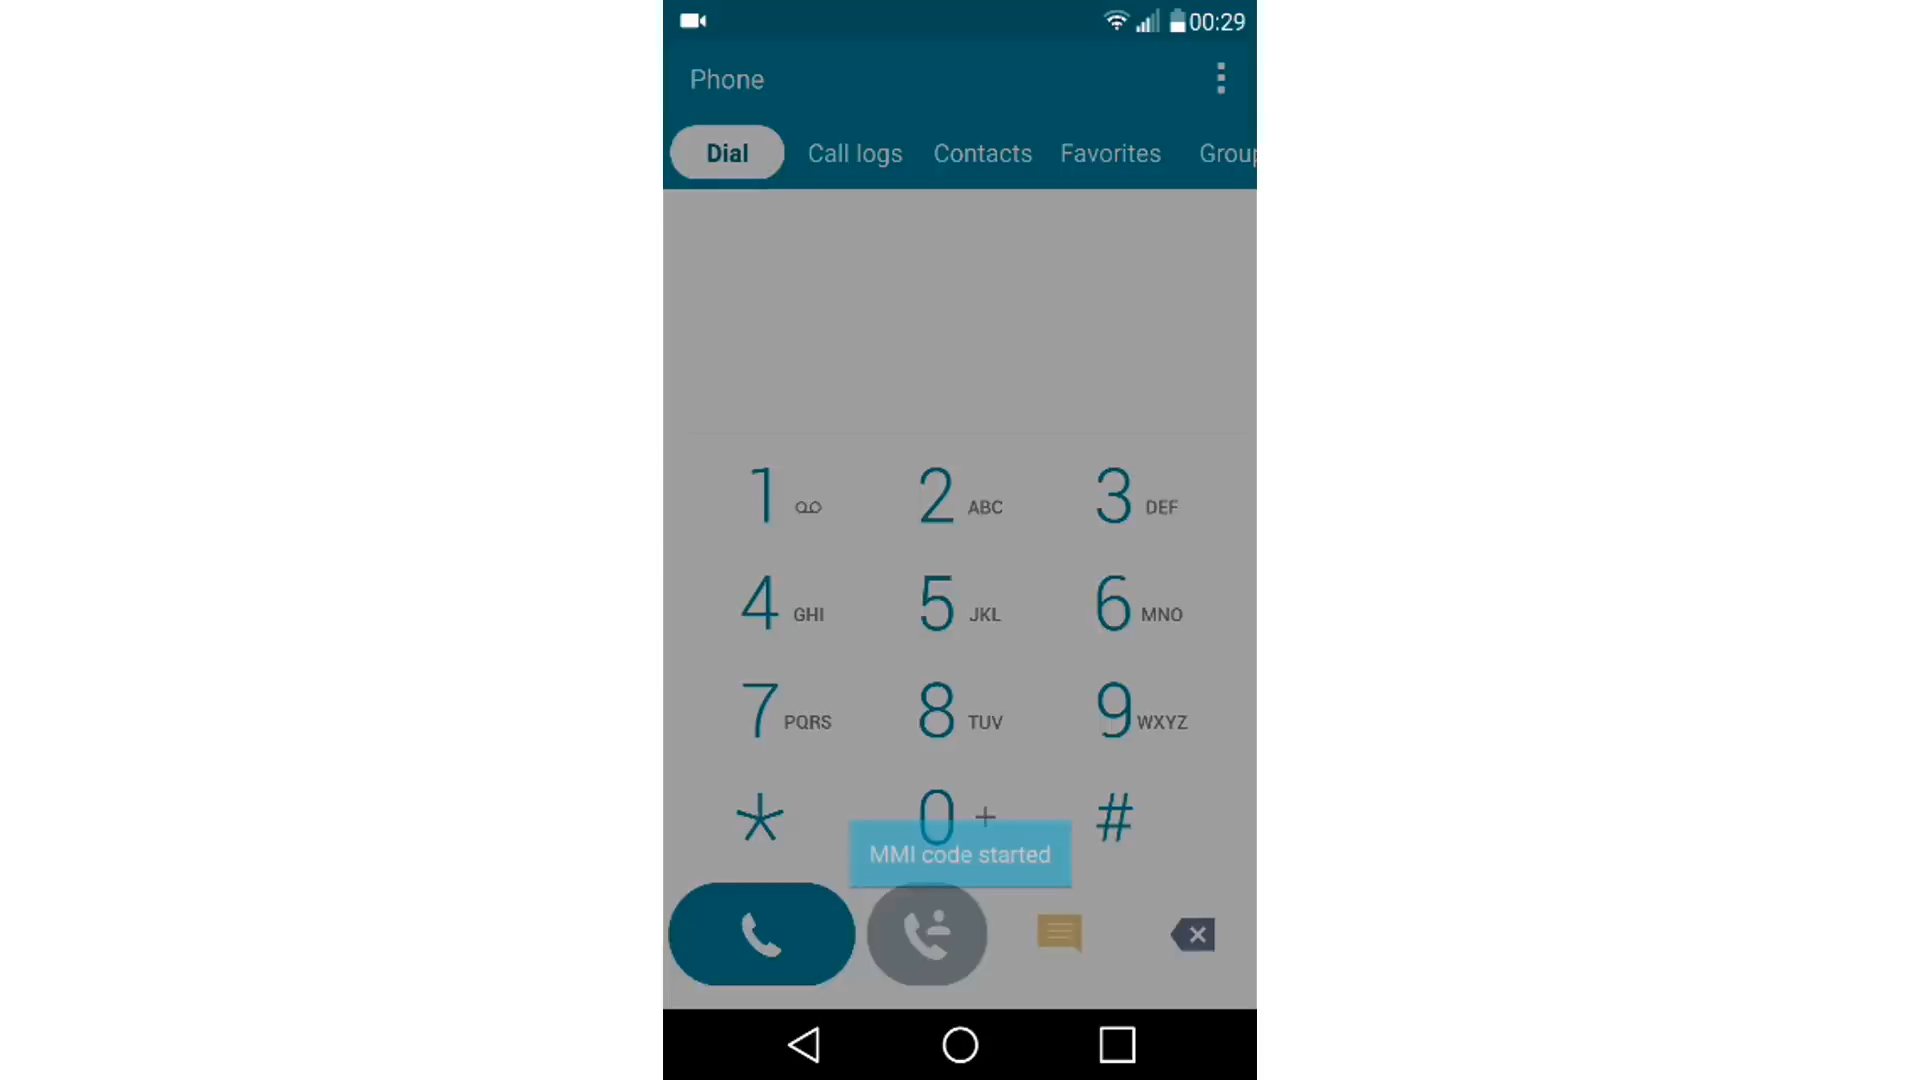 00:29
Phone
Dial Call logs Contacts Favorites Group
1 2 ABC 3 DEF
4 GHI 5 JKL 6 MNO
7 PQRS 8 TUV 9 WXYZ
* 0 + #
MMI code started